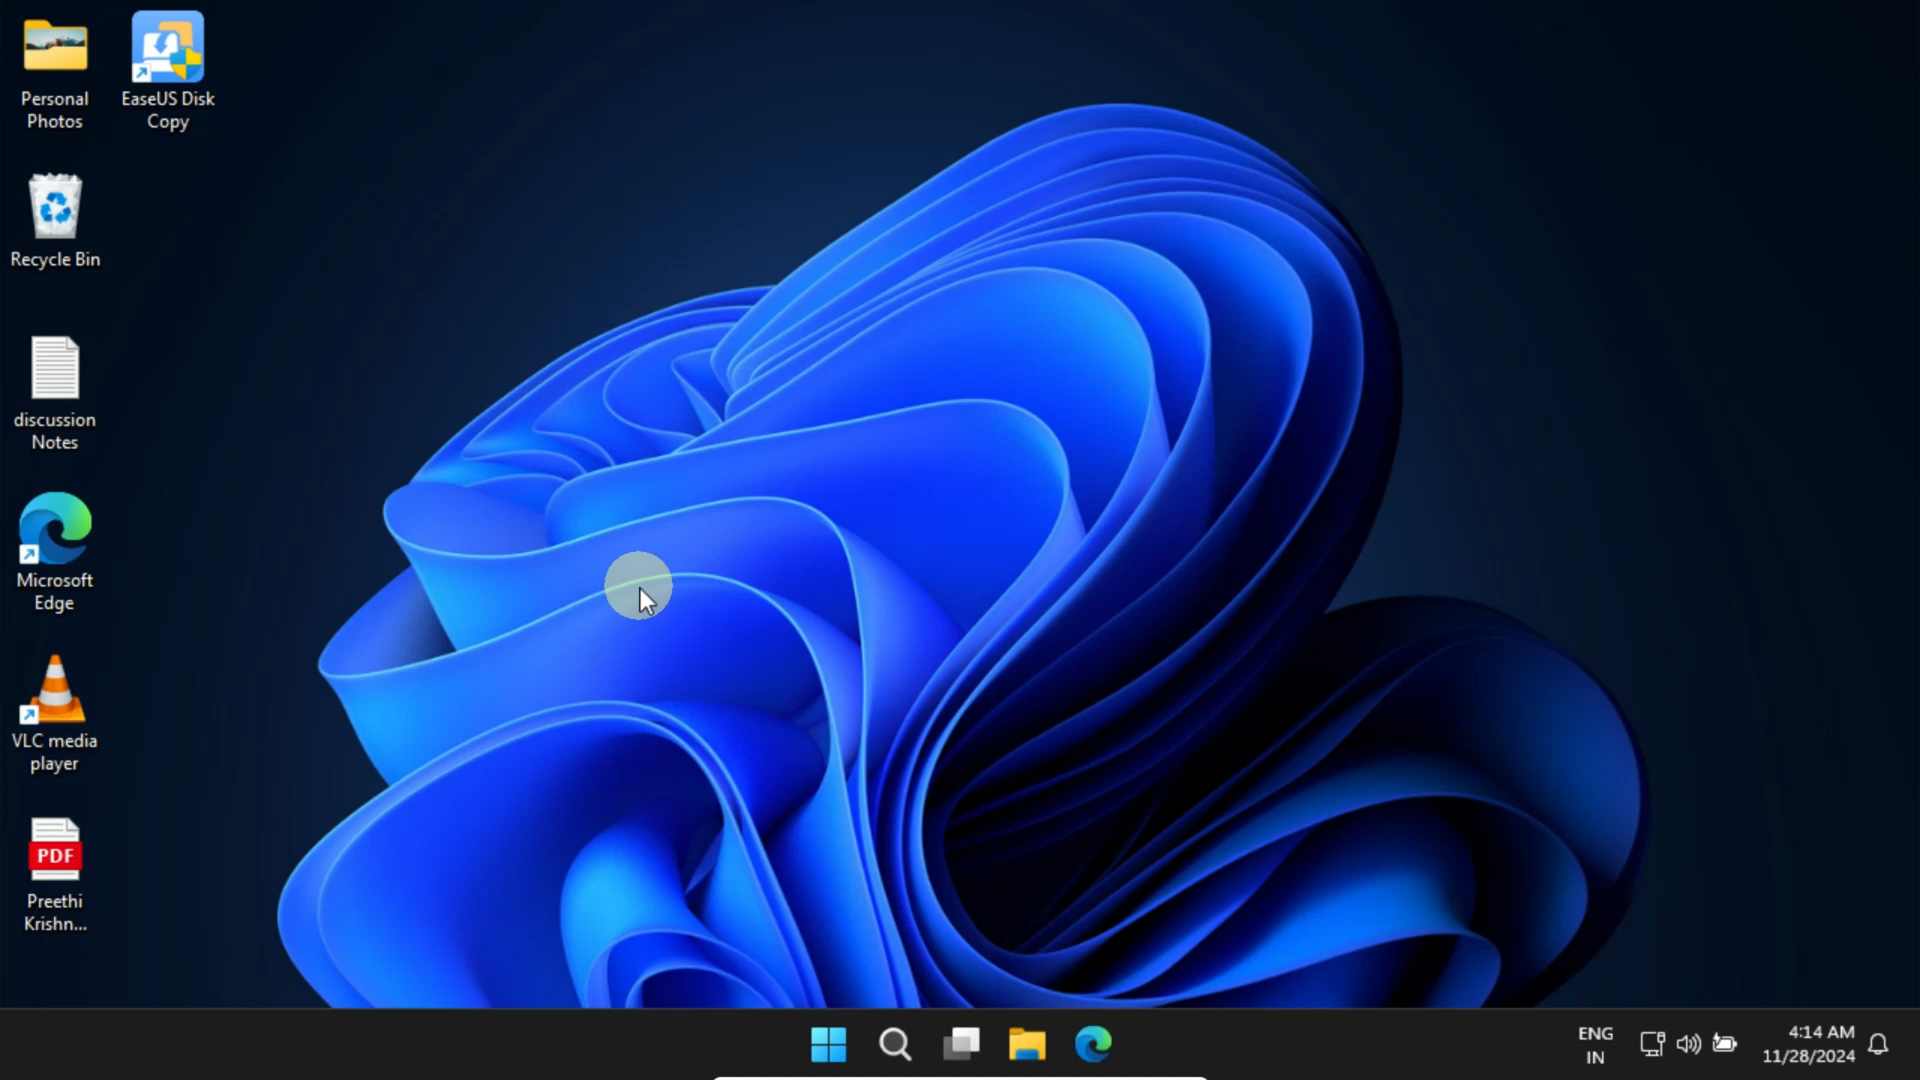 Personal
Photos
EaseUS Disk
Copy
Recycle Bin
discussion
Notes
Microsoft
Edge
VLC media
player
PDF
Preethi
Krishn...
ENG
IN
4:14 AM
11/28/2024